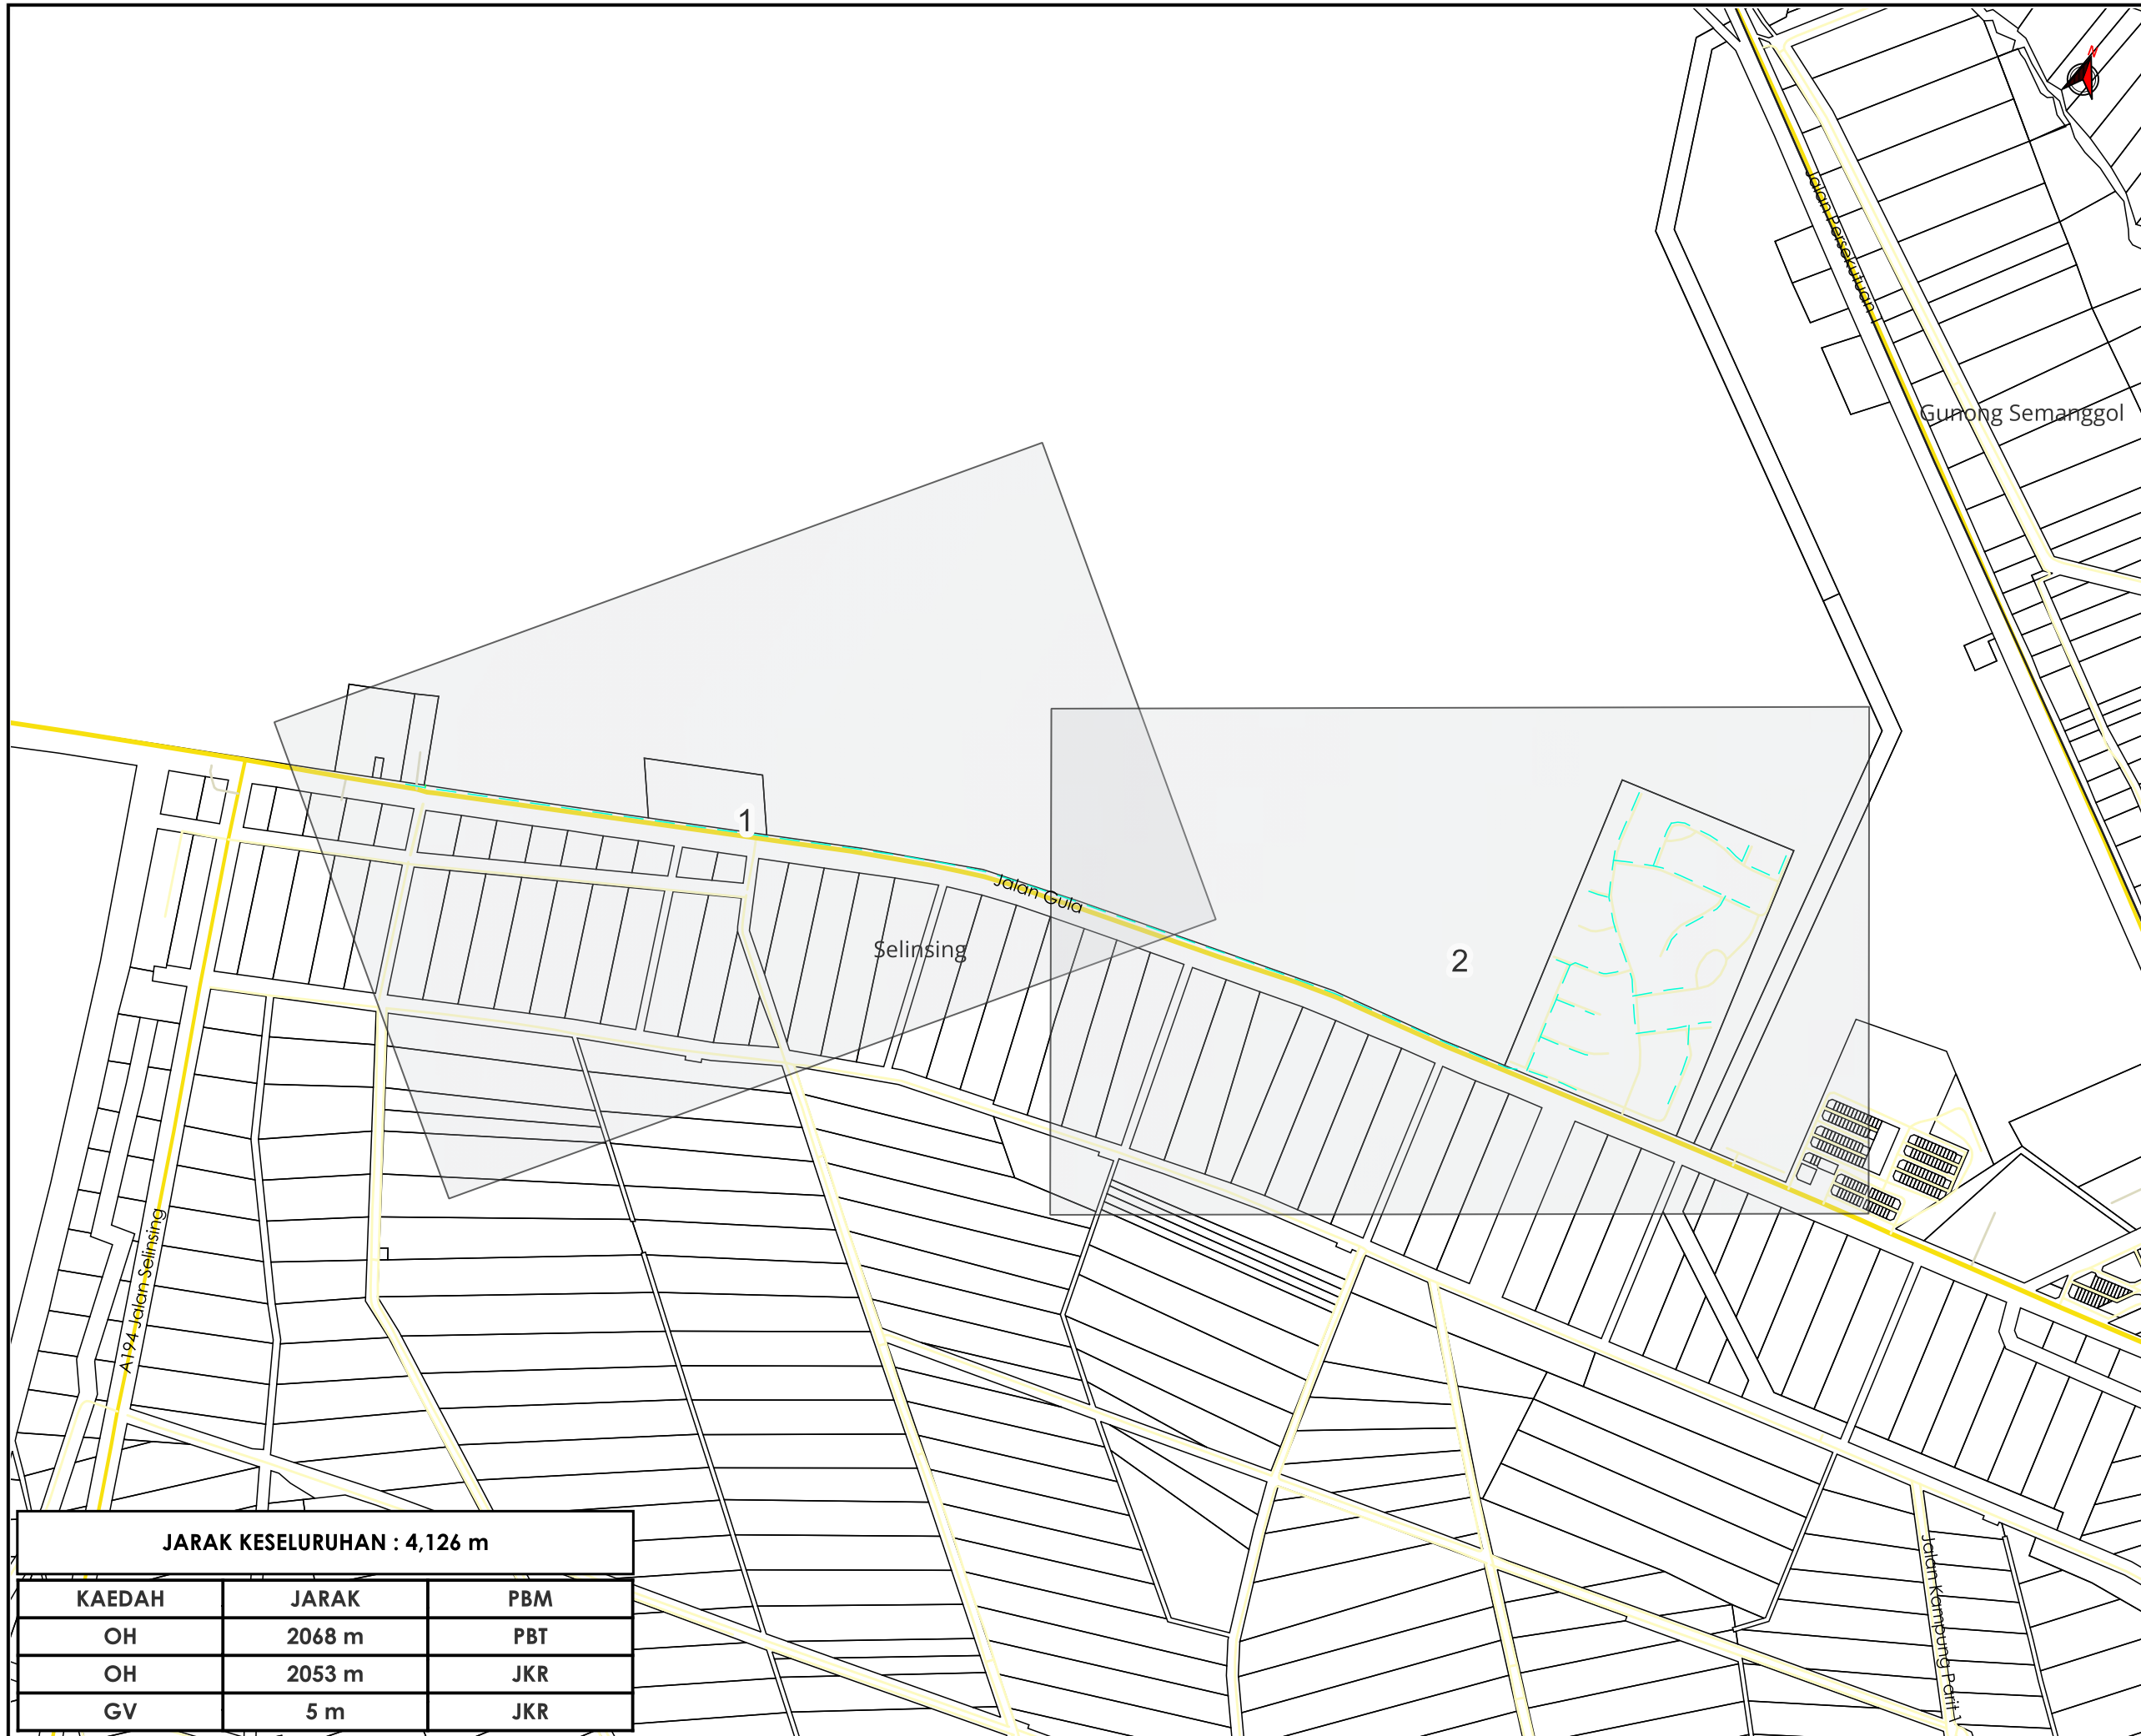 N
Jalan Persekutuan 1
Gunong Semanggol
1
Jalan Gula
Selinsing
2
A194 Jalan Selinsing
JARAK KESELURUHAN : 4,126 m
KAEDAH JARAK PBM
OH 2068 m PBT
OH 2053 m JKR
GV 5 m JKR
Jalan Kampung Parit 1